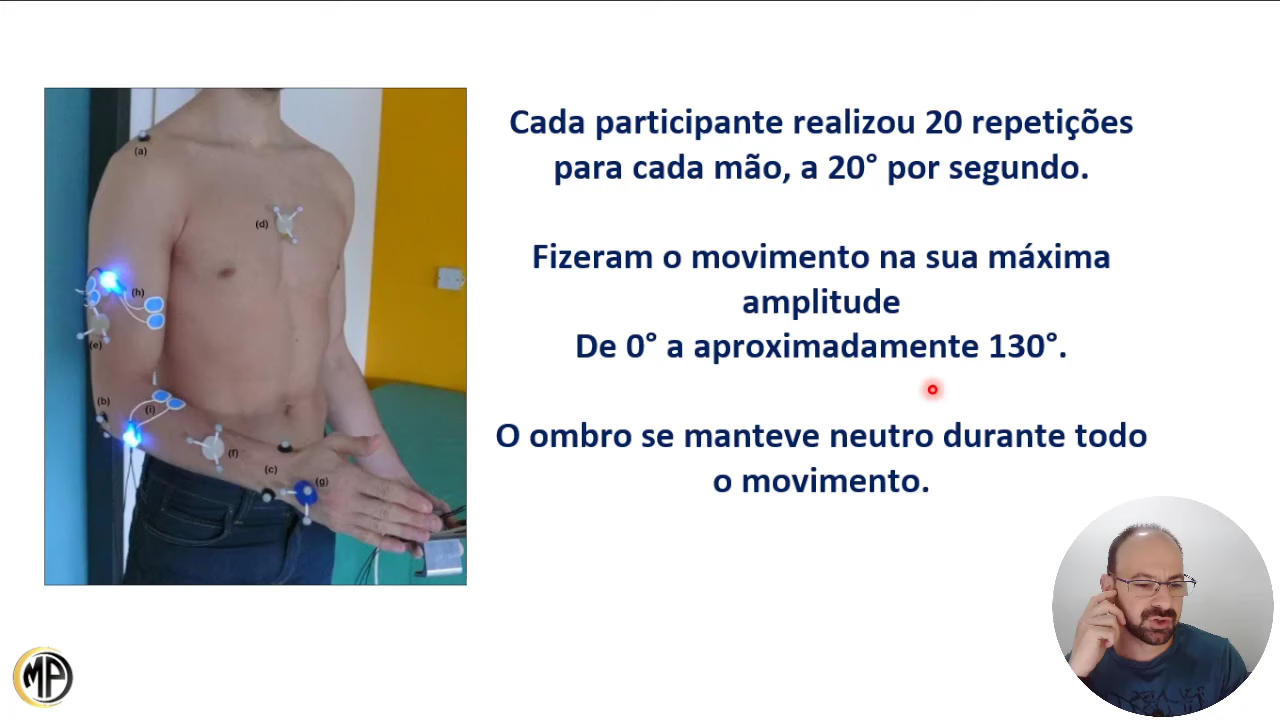 Cada participante realizou 20 repetições
para cada mão, a 20° por segundo.
Fizeram o movimento na sua máxima
amplitude
De 0° a aproximadamente 130°.
O ombro se manteve neutro durante todo
o movimento.
(a)
(d)
(h)
(e)
(b)
(i)
(f)
(c)
(g)
MP